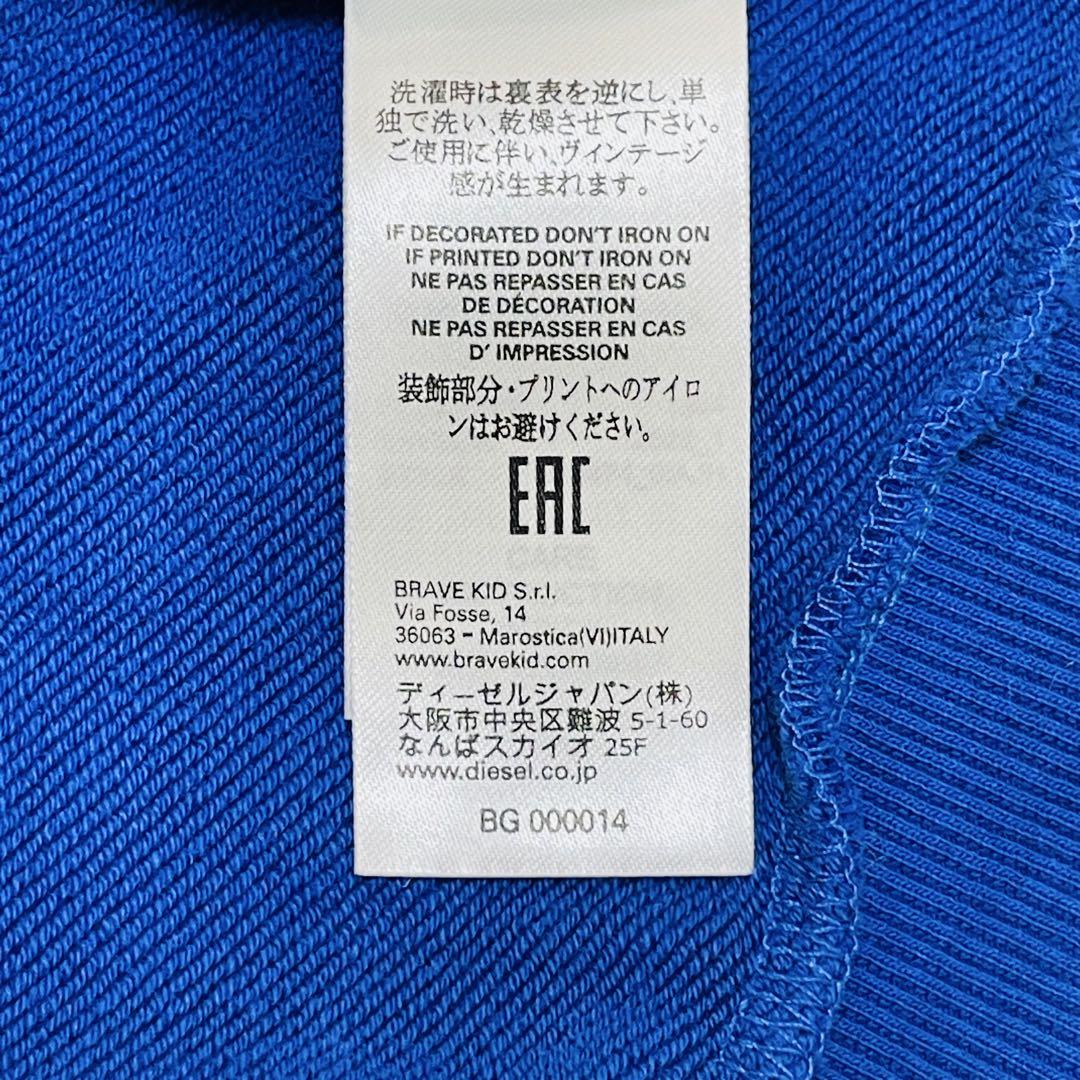 洗濯時は裏表を逆にし、単
独で洗い、乾燥させて下さい。
ご使用に伴い、ヴィンテージ
感が生まれます。
IF DECORATED DON'T IRON ON
IF PRINTED DON'T IRON ON
NE PAS REPASSER EN CAS
DE DÉCORATION
NE PAS REPASSER EN CAS
D' IMPRESSION
装飾部分・プリントへのアイロ
ンはお避けください。
EAC
BRAVE KID S.r.l.
Via Fosse, 14
36063 - Marostica(VI)ITALY
www.bravekid.com
ディーゼルジャパン(株)
大阪市中央区難波 5-1-60
なんばスカイオ 25F
www.diesel.co.jp
BG 000014